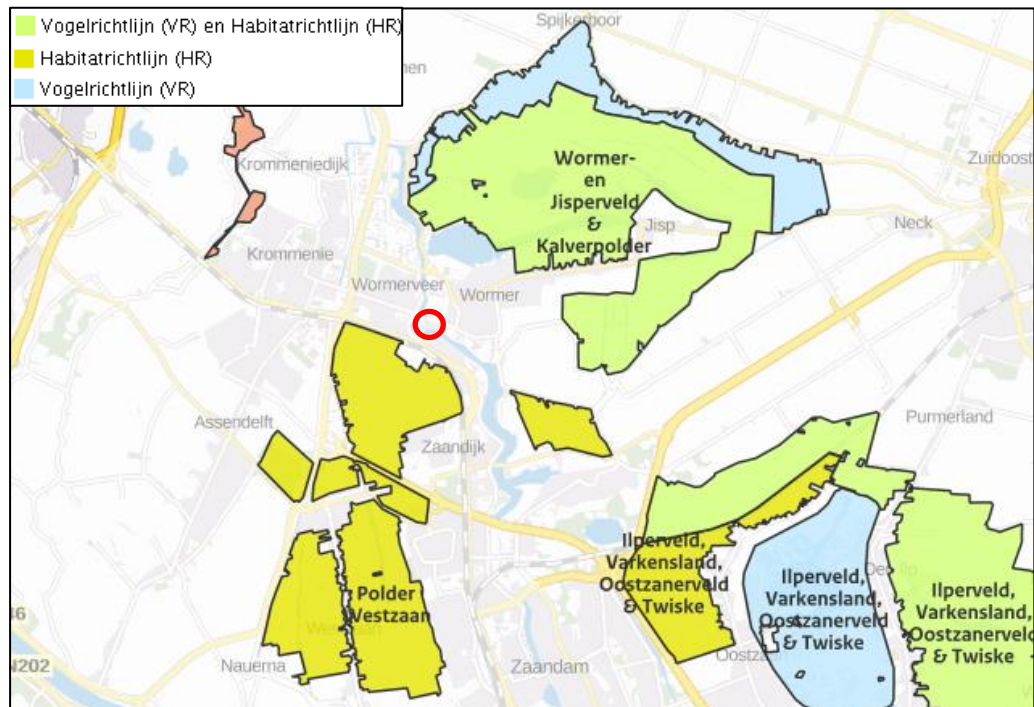 Vogelrichtlijn (VR) en Habitatrichtlijn (HR)
Habitatrichtlijn (HR)
Vogelrichtlijn (VR)
Spijkerboor
men
Krommeniedijk
Zuidoost
Wormer-
en
Jisperveld
&
Kalverpolder
Jisp
Neck
Krommenie
Wormerveer
Wormer
Assendelft
Zaandijk
Purmerland
Ilperveld,
Varkensland,
Oostzanerveld
& Twiske
Ilperveld,
Varkensland,
Oostzanerveld
& Twiske
Ilperveld,
Varkensland,
Oostzanerveld
& Twiske
Polder
Westzaan
N202
Nauerna
Zaandam